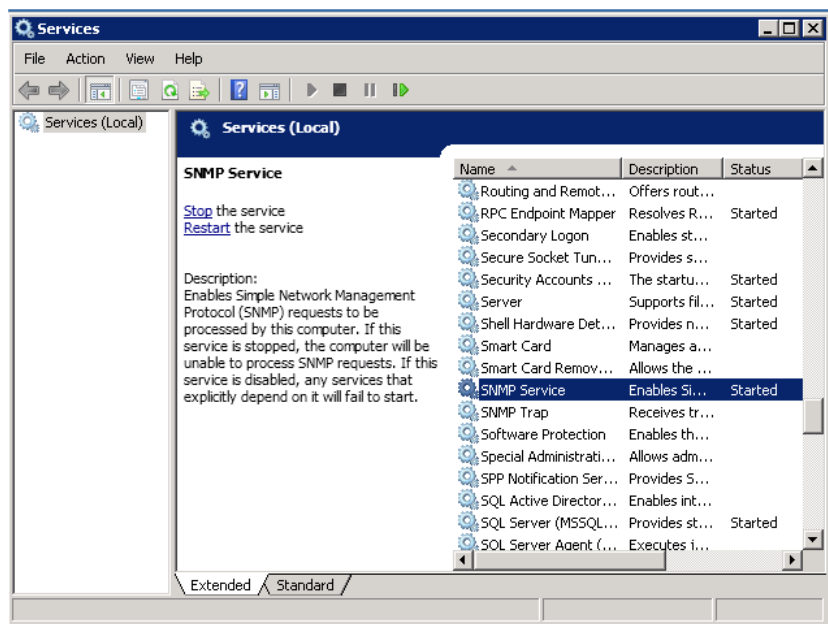 Services
File Action View Help
Services (Local)
Services (Local)
SNMP Service
Stop the service
Restart the service
Description:
Enables Simple Network Management
Protocol (SNMP) requests to be
processed by this computer. If this
service is stopped, the computer will be
unable to process SNMP requests. If this
service is disabled, any services that
explicitly depend on it will fail to start.
Name Description Status
Routing and Remot... Offers rout...
RPC Endpoint Mapper Resolves R... Started
Secondary Logon Enables st...
Secure Socket Tun... Provides s...
Security Accounts ... The startu... Started
Server Supports fil... Started
Shell Hardware Det... Provides n... Started
Smart Card Manages a...
Smart Card Remov... Allows the ...
SNMP Service Enables Si... Started
SNMP Trap Receives tr...
Software Protection Enables th...
Special Administrati... Allows adm...
SPP Notification Ser... Provides S...
SQL Active Director... Enables int...
SQL Server (MSSQL... Provides st... Started
SQL Server Agent (... Executes i...
Extended Standard